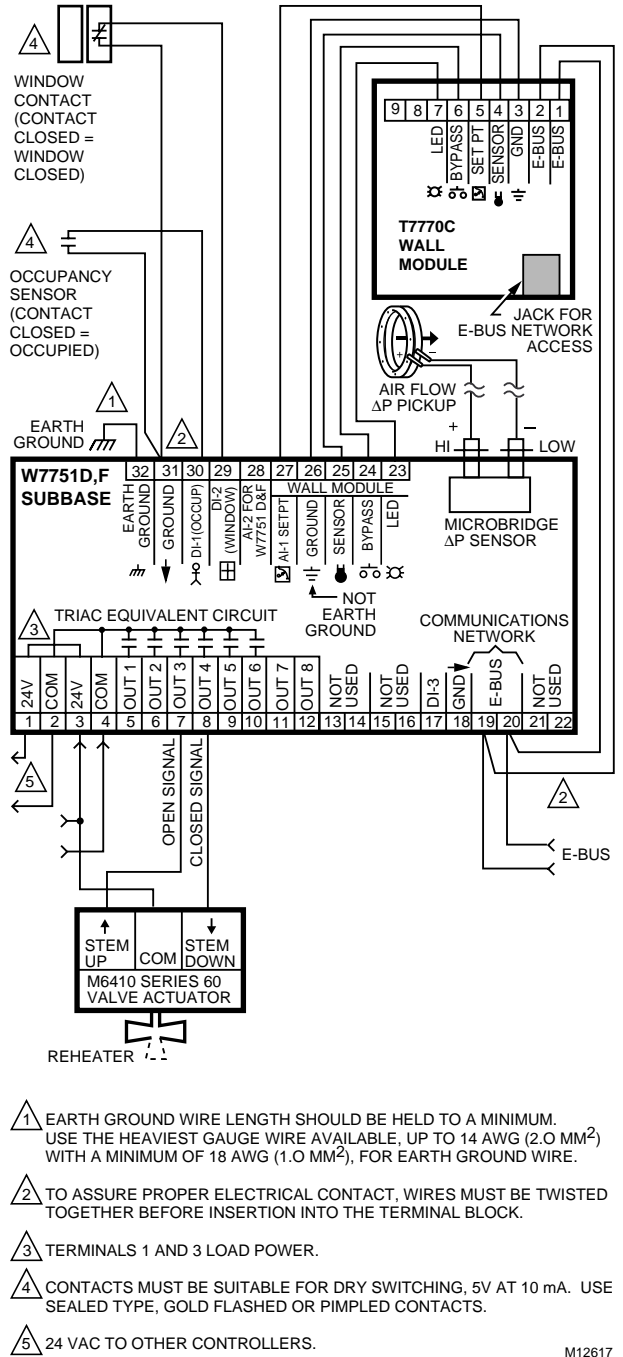 4
WINDOW
CONTACT
(CONTACT
CLOSED =
WINDOW
CLOSED)
9 8 7 6 5 4 3 2 1
LED
BYPASS
SET PT
SENSOR
GND
E-BUS
E-BUS
T7770C
WALL
MODULE
JACK FOR
E-BUS NETWORK
ACCESS
4
OCCUPANCY
SENSOR
(CONTACT
CLOSED =
OCCUPIED)
+ –
AIR FLOW
ΔP PICKUP
1
EARTH
GROUND
2
+ –
HI LOW
W7751D,F
SUBBASE
32 31 30 29 28 27 26 25 24 23
EARTH
GROUND
GROUND
DI-1(OCCUP)
DI-2
(WINDOW)
AI-2 FOR
W7751 D&F
WALL MODULE
AI-1 SETPT
GROUND
SENSOR
BYPASS
LED
MICROBRIDGE
ΔP SENSOR
NOT
EARTH
GROUND
3
TRIAC EQUIVALENT CIRCUIT
COMMUNICATIONS
NETWORK
24V
COM
24V
COM
OUT 1
OUT 2
OUT 3
OUT 4
OUT 5
OUT 6
OUT 7
OUT 8
NOT
USED
NOT
USED
DI-3
GND
E-BUS
NOT
USED
1 2 3 4 5 6 7 8 9 10 11 12 13 14 15 16 17 18 19 20 21 22
5
OPEN SIGNAL
CLOSED SIGNAL
2
E-BUS
STEM
UP
COM
STEM
DOWN
M6410 SERIES 60
VALVE ACTUATOR
REHEATER
1 EARTH GROUND WIRE LENGTH SHOULD BE HELD TO A MINIMUM.
USE THE HEAVIEST GAUGE WIRE AVAILABLE, UP TO 14 AWG (2.O MM2)
WITH A MINIMUM OF 18 AWG (1.O MM2), FOR EARTH GROUND WIRE.
2 TO ASSURE PROPER ELECTRICAL CONTACT, WIRES MUST BE TWISTED
TOGETHER BEFORE INSERTION INTO THE TERMINAL BLOCK.
3 TERMINALS 1 AND 3 LOAD POWER.
4 CONTACTS MUST BE SUITABLE FOR DRY SWITCHING, 5V AT 10 mA. USE
SEALED TYPE, GOLD FLASHED OR PIMPLED CONTACTS.
5 24 VAC TO OTHER CONTROLLERS.
M12617